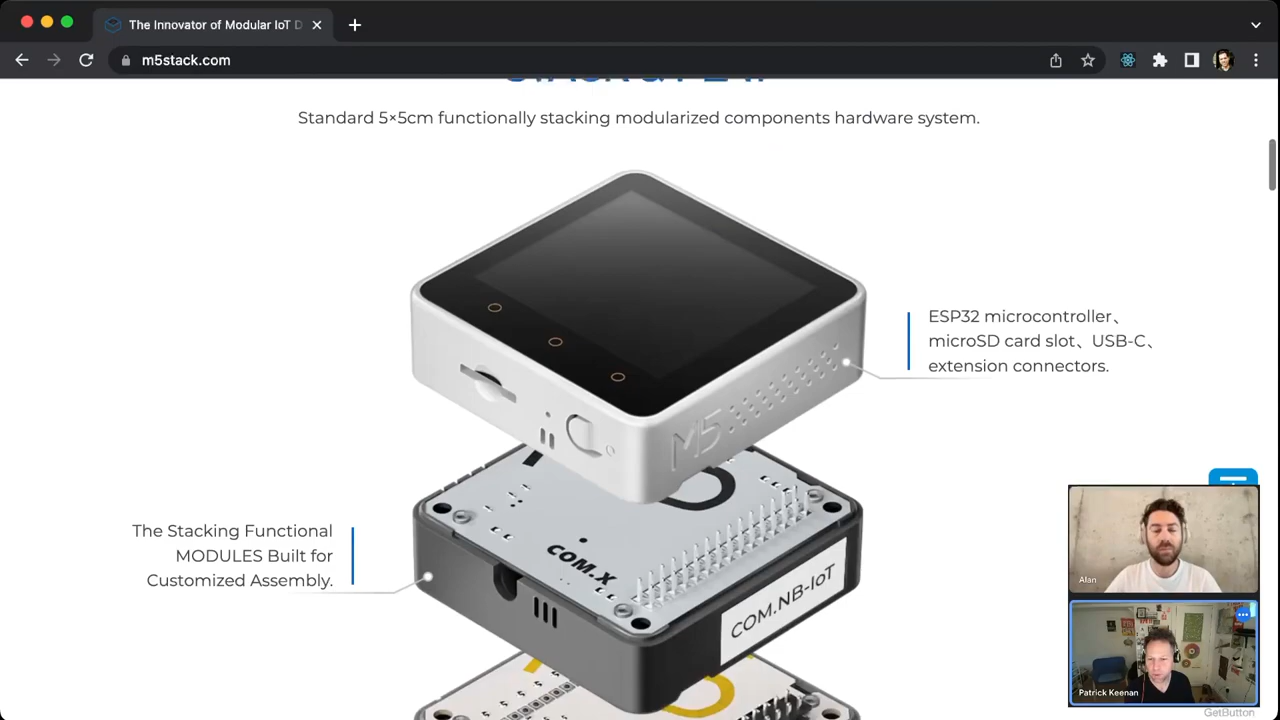 The Innovator of Modular IoT D
m5stack.com
Standard 5×5cm functionally stacking modularized components hardware system.
ESP32 microcontroller、
microSD card slot、USB-C、
extension connectors.
M5
The Stacking Functional
MODULES Built for
Customized Assembly.
COM.X
COM.NB-IoT
Alan
Patrick Keenan
GetButton